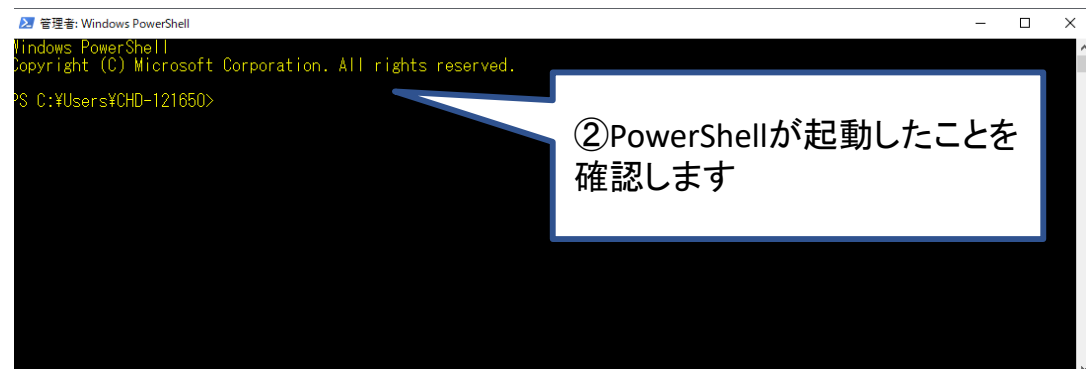 管理者: Windows PowerShell
Windows PowerShell
Copyright (C) Microsoft Corporation. All rights reserved.
PS C:¥Users¥CHD-121650>
②PowerShellが起動したことを
確認します